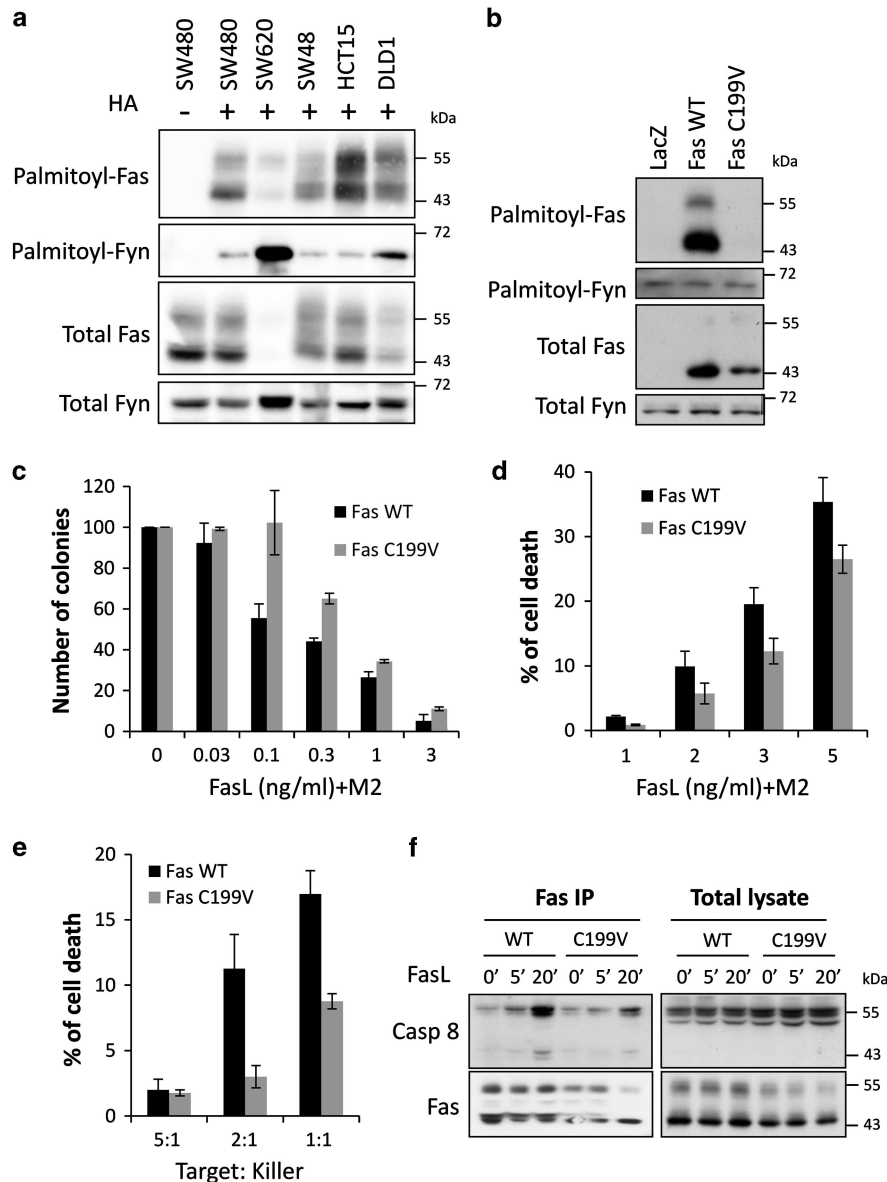 a
SW480 SW480 SW620 SW48 HCT15 DLD1
HA - + + + + +
kDa
Palmitoyl-Fas
55
43
Palmitoyl-Fyn
72
Total Fas
55
43
Total Fyn
72
b
LacZ Fas WT Fas C199V
kDa
Palmitoyl-Fas
55
43
Palmitoyl-Fyn
72
Total Fas
55
43
Total Fyn
72
c
Number of colonies
120
100
80
60
40
20
0
Fas WT
Fas C199V
0 0.03 0.1 0.3 1 3
FasL (ng/ml)+M2
d
% of cell death
40
30
20
10
0
Fas WT
Fas C199V
1 2 3 5
FasL (ng/ml)+M2
e
% of cell death
20
15
10
5
0
Fas WT
Fas C199V
5:1 2:1 1:1
Target: Killer
f
Fas IP Total lysate
WT C199V WT C199V
FasL 0’ 5’ 20’ 0’ 5’ 20’ 0’ 5’ 20’ 0’ 5’ 20’
kDa
Casp 8
55
43
Fas
55
43